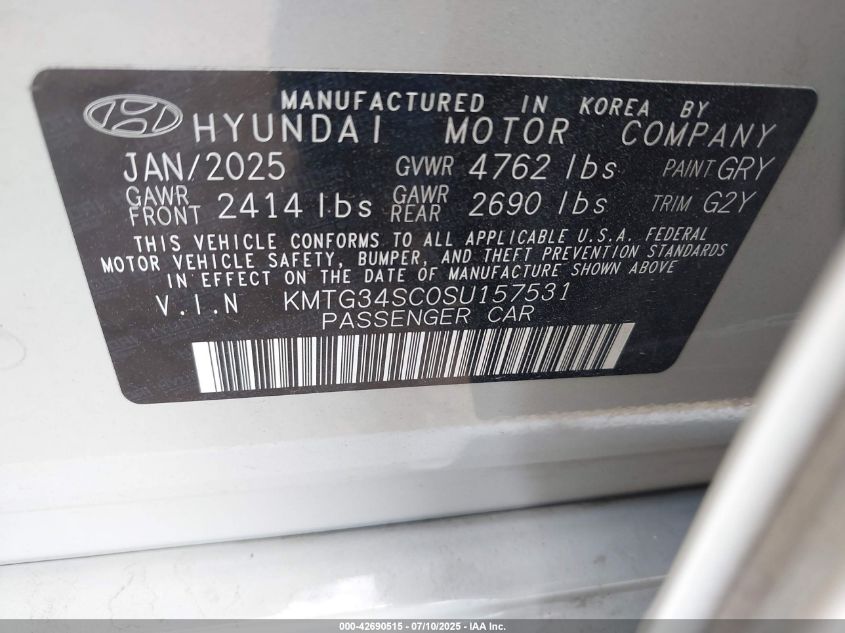 MANUFACTURED IN KOREA BY
HYUNDAI MOTOR COMPANY
JAN/2025 GVWR 4762 lbs PAINT GRY
GAWR FRONT 2414 lbs GAWR REAR 2690 lbs TRIM G2Y
THIS VEHICLE CONFORMS TO ALL APPLICABLE U.S.A. FEDERAL
MOTOR VEHICLE SAFETY, BUMPER, AND THEFT PREVENTION STANDARDS
IN EFFECT ON THE DATE OF MANUFACTURE SHOWN ABOVE
V.I.N KMTG34SC0SU157531
PASSENGER CAR
000-42690515 - 07/10/2025 - IAA Inc.